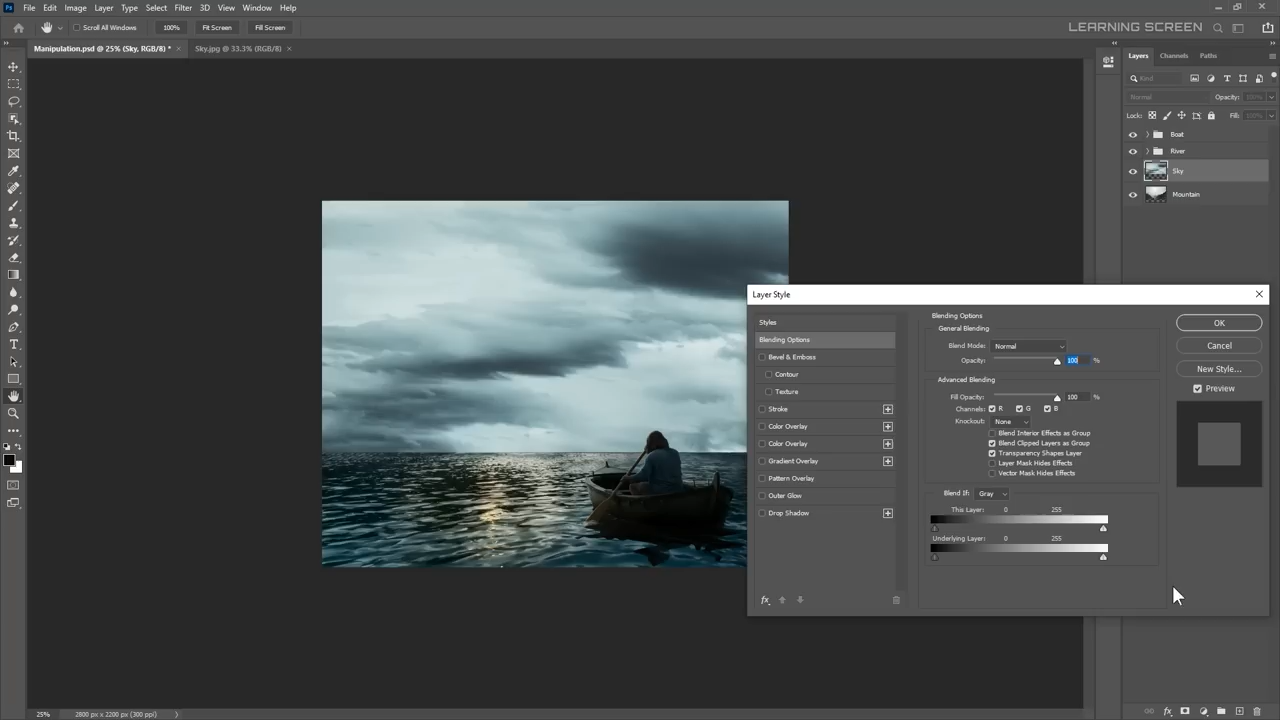 Ps File Edit Image Layer Type Select Filter 3D View Window Help
Scroll All Windows 100% Fit Screen Fill Screen LEARNING SCREEN
Manipulation.psd @ 25% (Sky, RGB/8) * × Sky.jpg @ 33.3% (RGB/8) ×
Layers Channels Paths
Kind
Normal Opacity: 100%
Lock: Fill: 100%
Boat
River
Sky
Mountain
Layer Style
Styles
Blending Options
Bevel & Emboss
Contour
Texture
Stroke
Color Overlay
Color Overlay
Gradient Overlay
Pattern Overlay
Outer Glow
Drop Shadow
fx
Blending Options
General Blending
Blend Mode: Normal
Opacity: 100 %
Advanced Blending
Fill Opacity: 100 %
Channels: R G B
Knockout: None
Blend Interior Effects as Group
Blend Clipped Layers as Group
Transparency Shapes Layer
Layer Mask Hides Effects
Vector Mask Hides Effects
Blend If: Gray
This Layer: 0 255
Underlying Layer: 0 255
OK
Cancel
New Style...
Preview
25% 2800 px x 2200 px (300 ppi)
fx